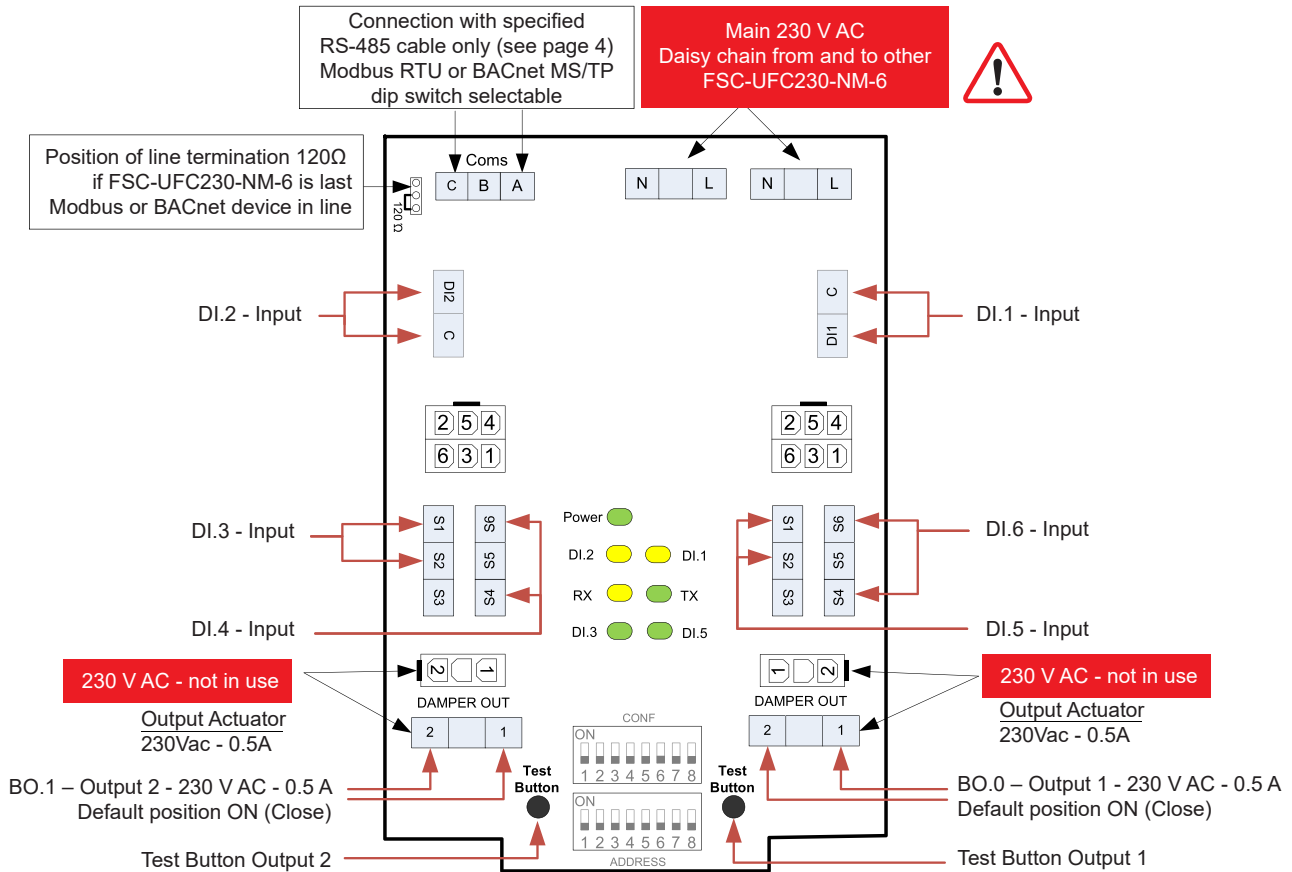 Connection with specified
RS-485 cable only (see page 4)
Modbus RTU or BACnet MS/TP
dip switch selectable
Main 230 V AC
Daisy chain from and to other
FSC-UFC230-NM-6
!
Position of line termination 120Ω
if FSC-UFC230-NM-6 is last
Modbus or BACnet device in line
120 Ω
Coms
C B A
N L
N L
DI.2 - Input
DI2
C
C
DI1
DI.1 - Input
2 5 4
6 3 1
2 5 4
6 3 1
DI.3 - Input
DI.4 - Input
S1 S6
S2 S5
S3 S4
Power
DI.2 DI.1
RX TX
DI.3 DI.5
S1 S6
S2 S5
S3 S4
DI.6 - Input
DI.5 - Input
230 V AC - not in use
Output Actuator
230Vac - 0.5A
2 1
DAMPER OUT
2 1
1 2
DAMPER OUT
2 1
230 V AC - not in use
Output Actuator
230Vac - 0.5A
BO.1 – Output 2 - 230 V AC - 0.5 A
Default position ON (Close)
Test Button Output 2
Test
Button
CONF
ON
1 2 3 4 5 6 7 8
ON
1 2 3 4 5 6 7 8
ADDRESS
Test
Button
BO.0 – Output 1 - 230 V AC - 0.5 A
Default position ON (Close)
Test Button Output 1